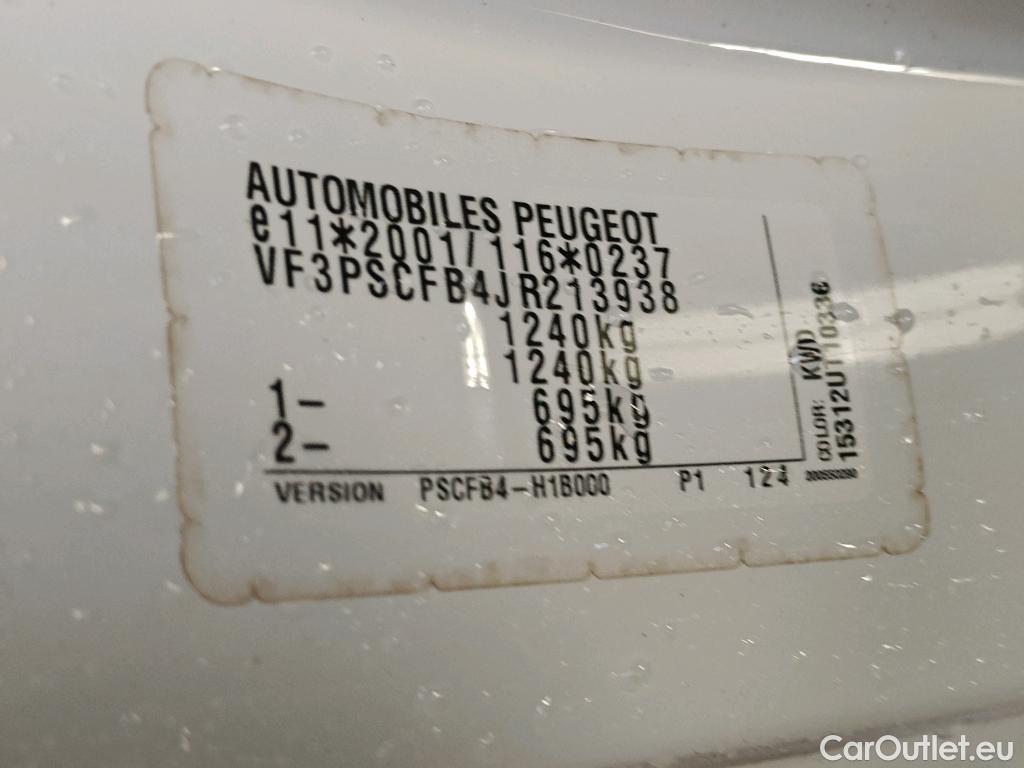 AUTOMOBILES PEUGEOT
e11*2001/116*0237
VF3PSCFB4JR213938
1240kg
1240kg
1- 695kg
2- 695kg
VERSION PSCFB4-H1B000 P1 124
COLOR: KWD
CarOutlet.eu